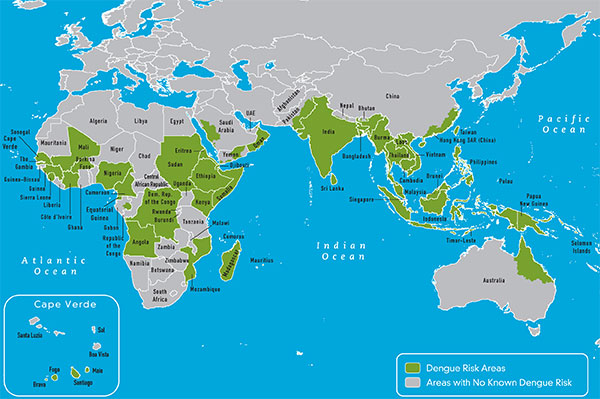 Pacific
Ocean
China
Afghanistan
Pakistan
Nepal
Bhutan
India
Bangladesh
Burma
Laos
Thailand
Vietnam
Cambodia
Taiwan
Hong Kong SAR (China)
Philippines
Brunei
Malaysia
Singapore
Sri Lanka
Indonesia
Palau
Papua
New Guinea
Timor-Leste
Solomon
Islands
Australia
Algeria
Libya
Egypt
Saudi
Arabia
UAE
Oman
Yemen
Djibouti
Mauritania
Mali
Niger
Chad
Sudan
Eritrea
Ethiopia
Somalia
Senegal
Cape
Verde
The
Gambia
Guinea-Bissau
Guinea
Sierra Leone
Liberia
Côte d'Ivoire
Ghana
Burkina
Faso
Nigeria
Cameroon
Central
African Republic
Equatorial
Guinea
Gabon
Republic
of the
Congo
Dem. Rep.
of the Congo
Uganda
Kenya
Rwanda
Burundi
Tanzania
Malawi
Comoros
Angola
Zambia
Zimbabwe
Namibia
Botswana
South
Africa
Mozambique
Madagascar
Mauritius
Indian
Ocean
Atlantic
Ocean
Cape Verde
Santa Luzia
Sal
Boa Vista
Fogo
Maio
Brava
Santiago
Dengue Risk Areas
Areas with No Known Dengue Risk